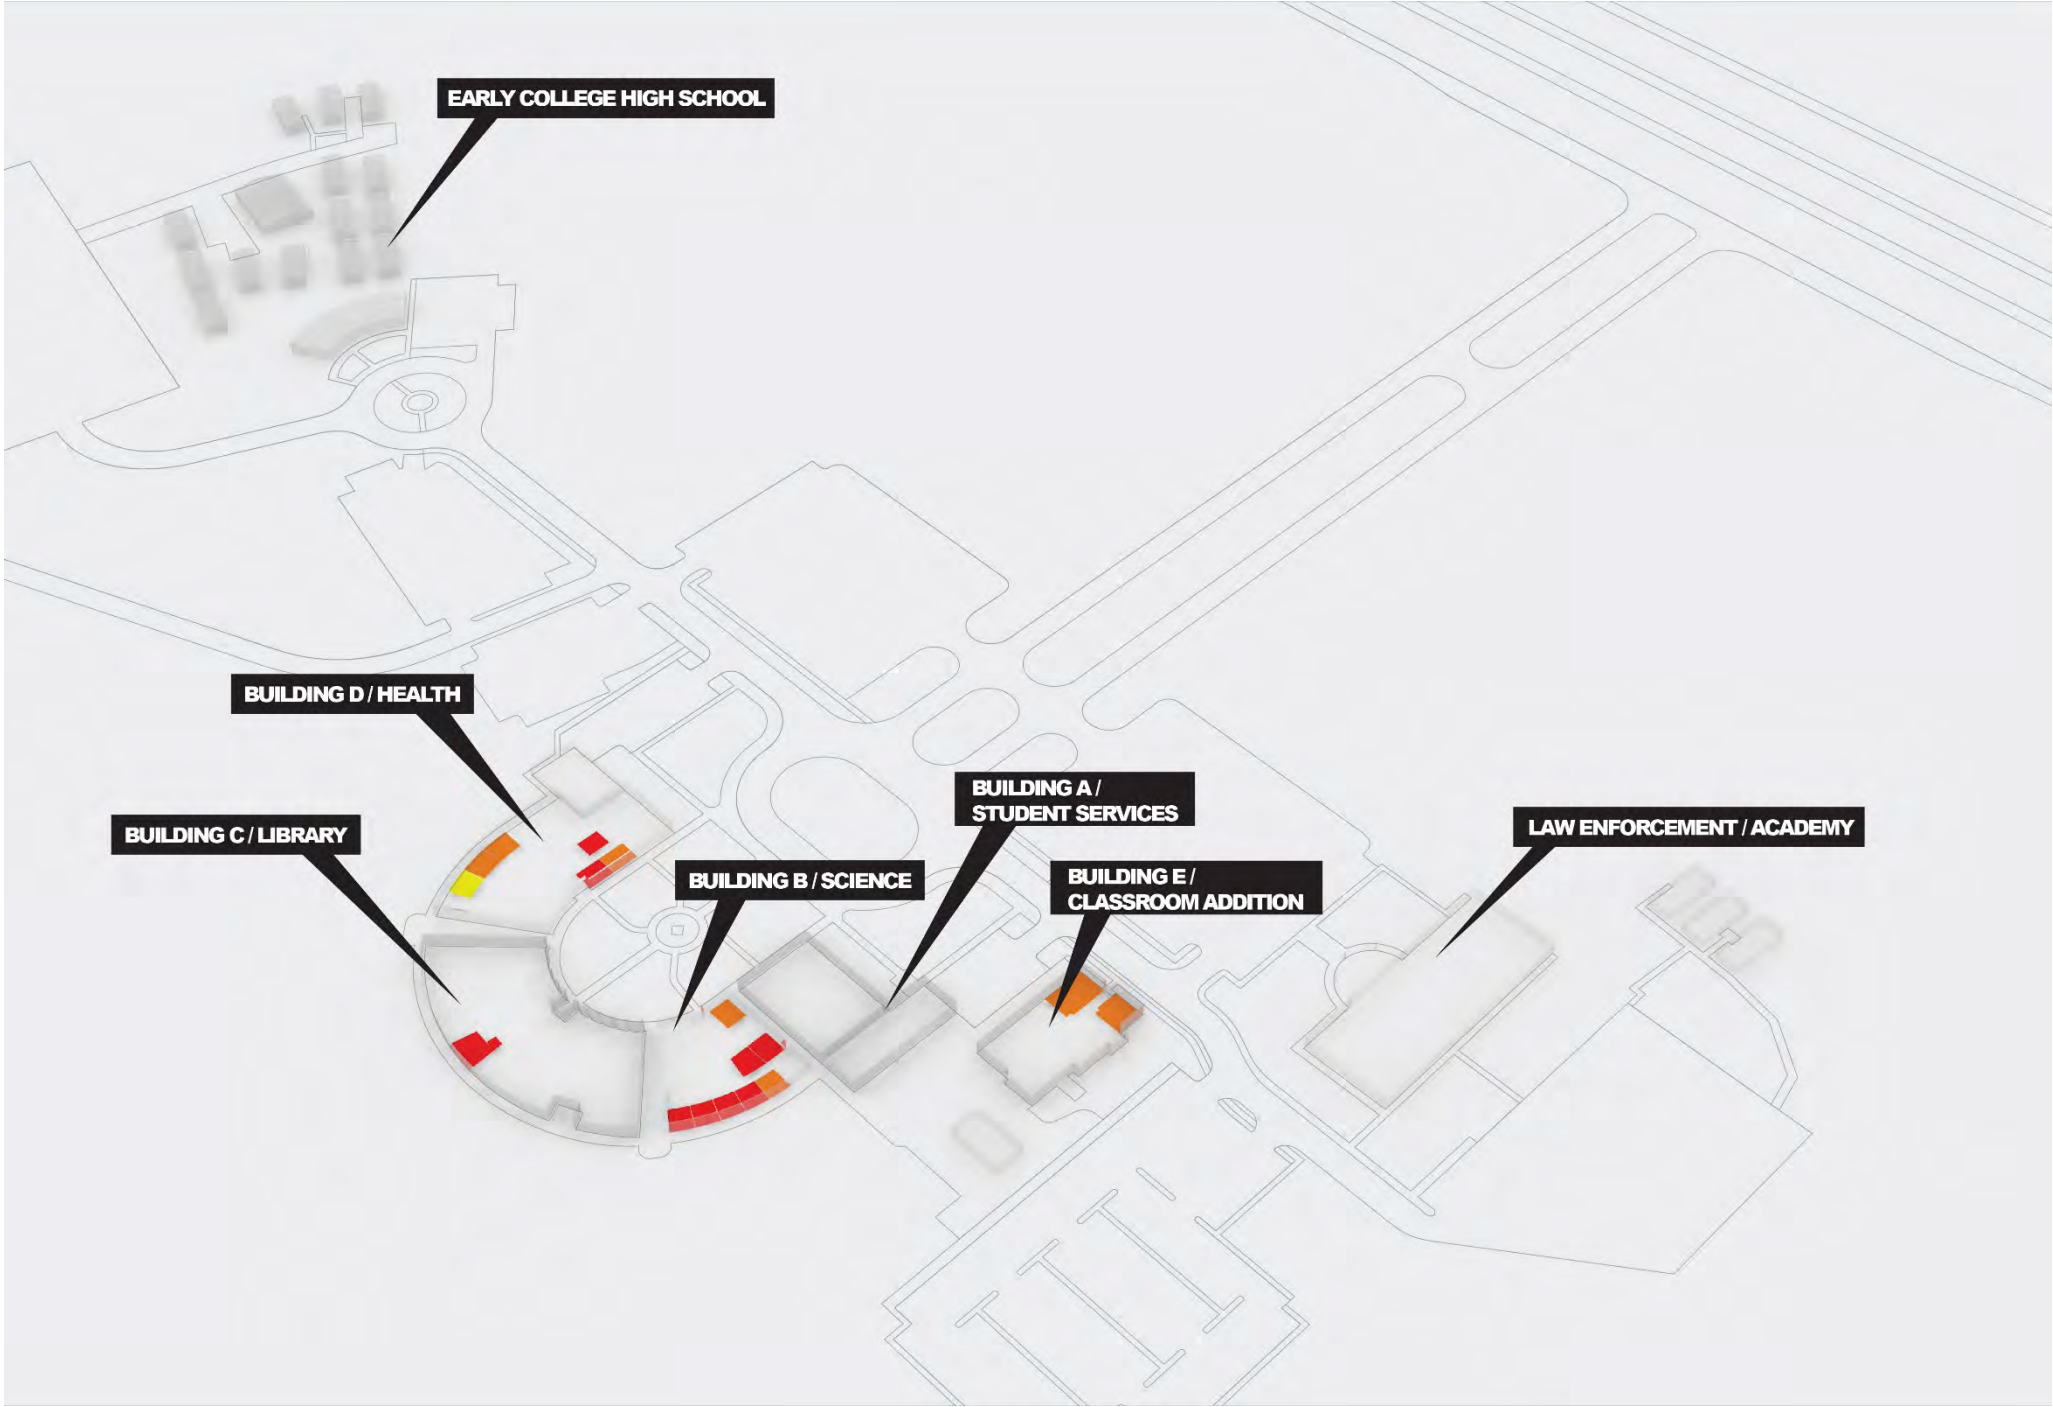 EARLY COLLEGE HIGH SCHOOL
BUILDING D / HEALTH
BUILDING C / LIBRARY
BUILDING B / SCIENCE
BUILDING A /
STUDENT SERVICES
BUILDING E /
CLASSROOM ADDITION
LAW ENFORCEMENT / ACADEMY